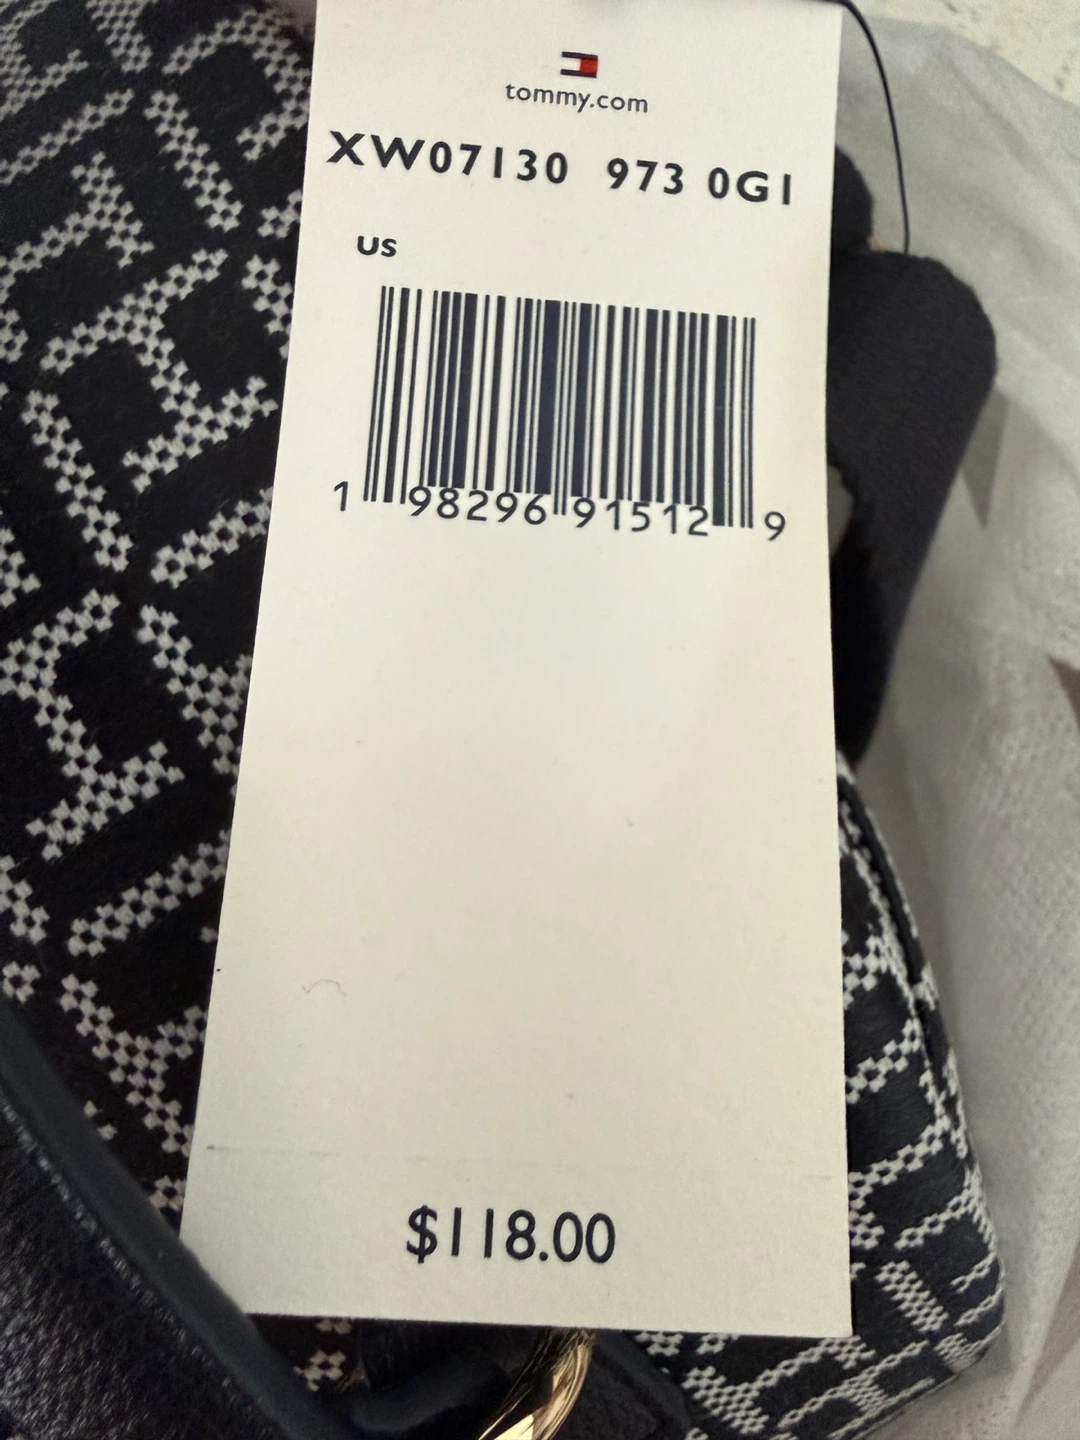 tommy.com
XW07130 973 0GI
US
1 98296 91512 9
$118.00